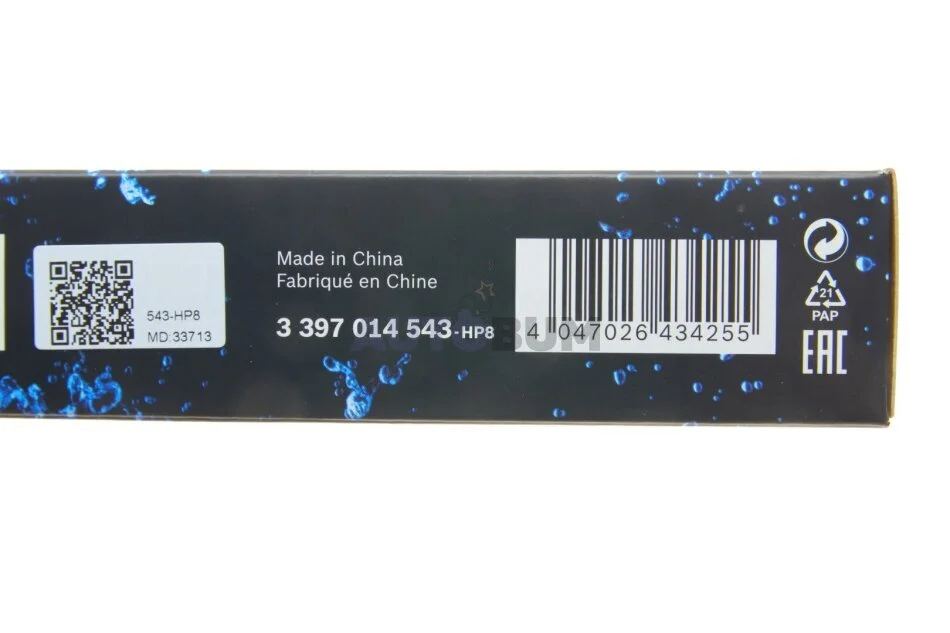 543-HP8
MD:33713
Made in China
Fabriqué en Chine
3 397 014 543-HP8
4 047026 434255
21
PAP
EAC
AUTOBUM